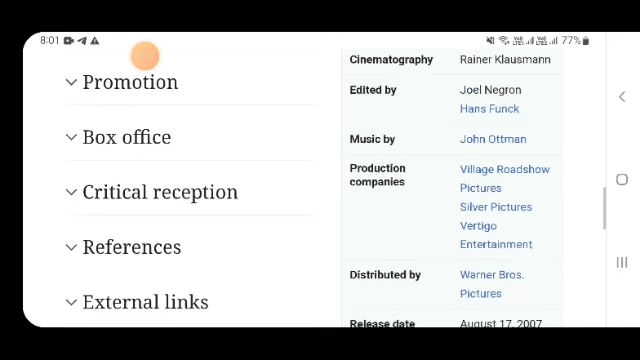 8:01
77%
Promotion
Box office
Critical reception
References
External links
Cinematography Rainer Klausmann
Edited by Joel Negron
Hans Funck
Music by John Ottman
Production Village Roadshow
companies Pictures
Silver Pictures
Vertigo
Entertainment
Distributed by Warner Bros.
Pictures
Release date August 17, 2007